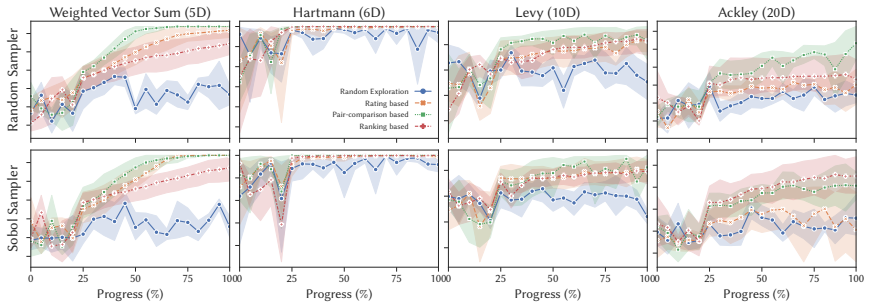 Weighted Vector Sum (5D)
Hartmann (6D)
Levy (10D)
Ackley (20D)
Random Sampler
Random Exploration
Rating based
Pair-comparison based
Ranking based
Sobol Sampler
0 25 50 75 100
0 50 100
0 25 50 75 100
0 25 50 75 100
Progress (%)
Progress (%)
Progress (%)
Progress (%)